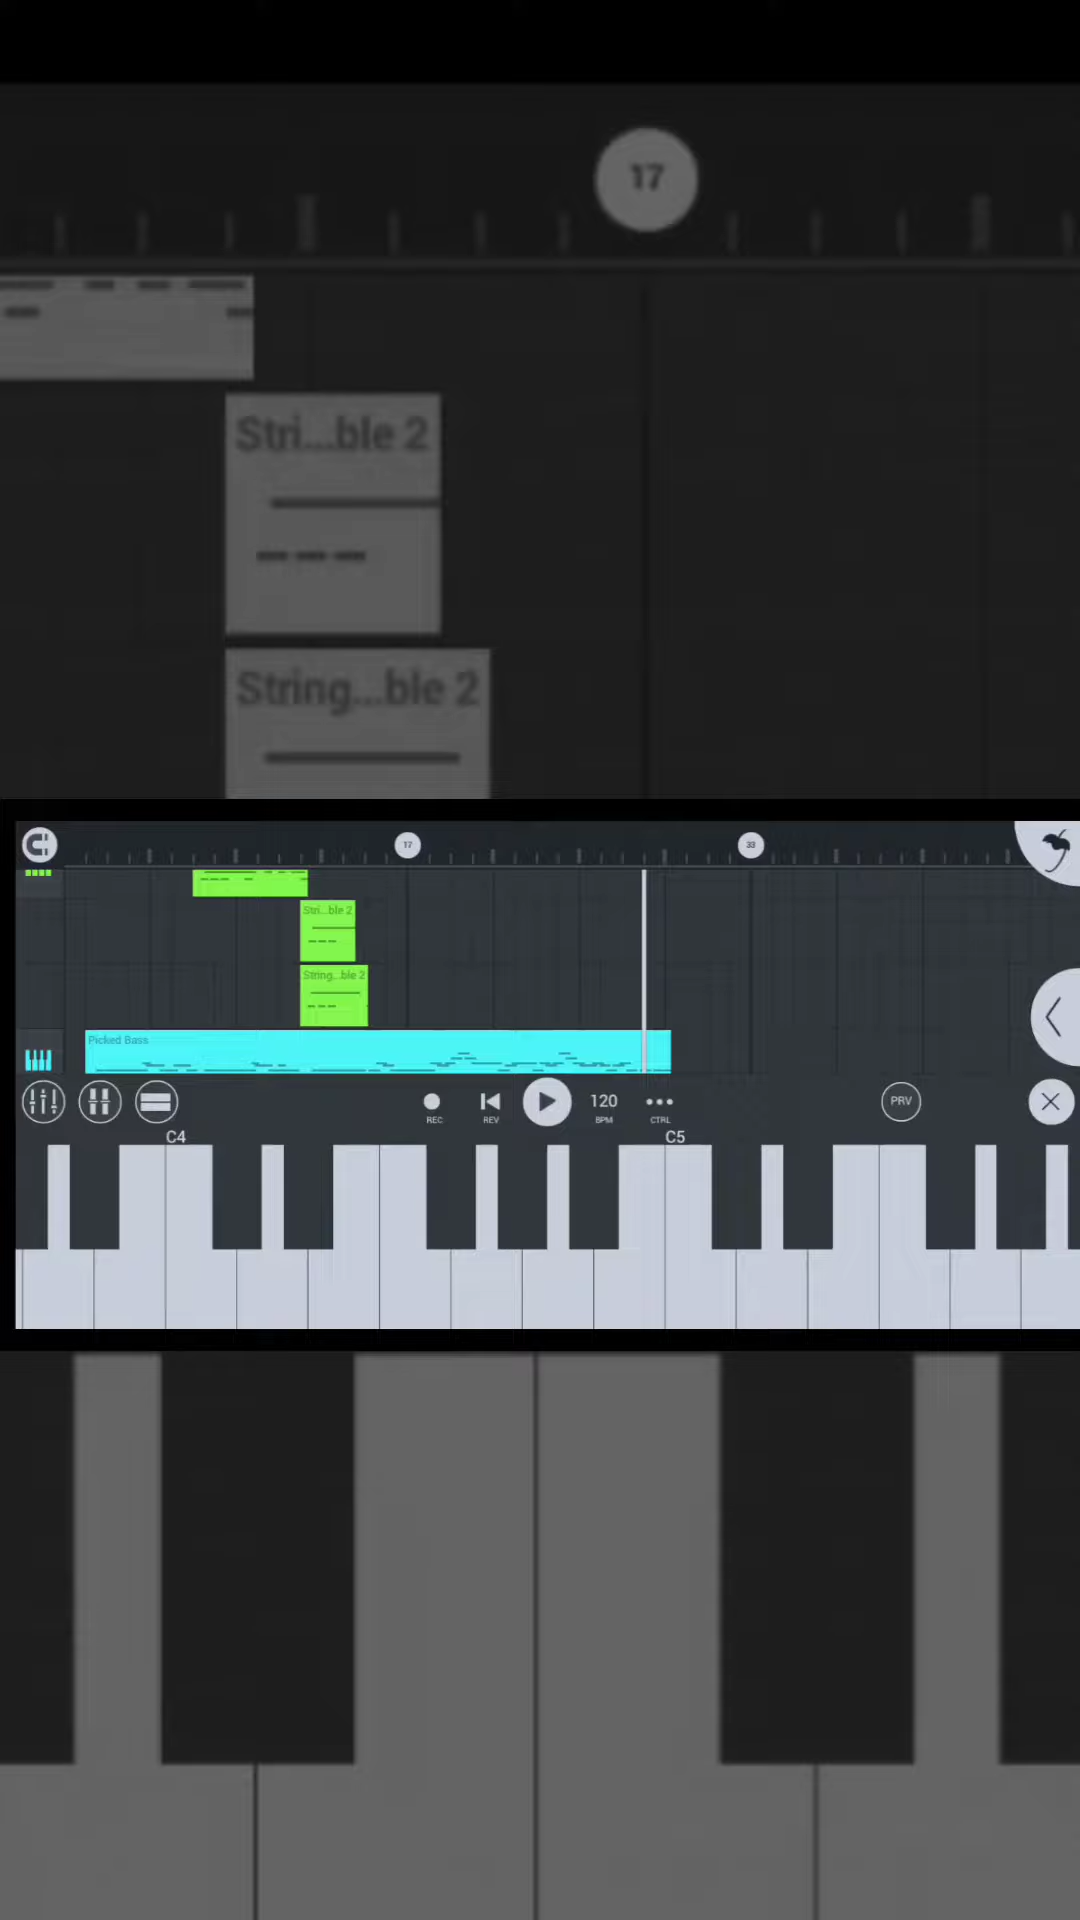 17
Stri...ble 2
String...ble 2
17
33
Stri...ble 2
String...ble 2
Picked Bass
120
PRV
REC
REV
BPM
CTRL
C4
C5